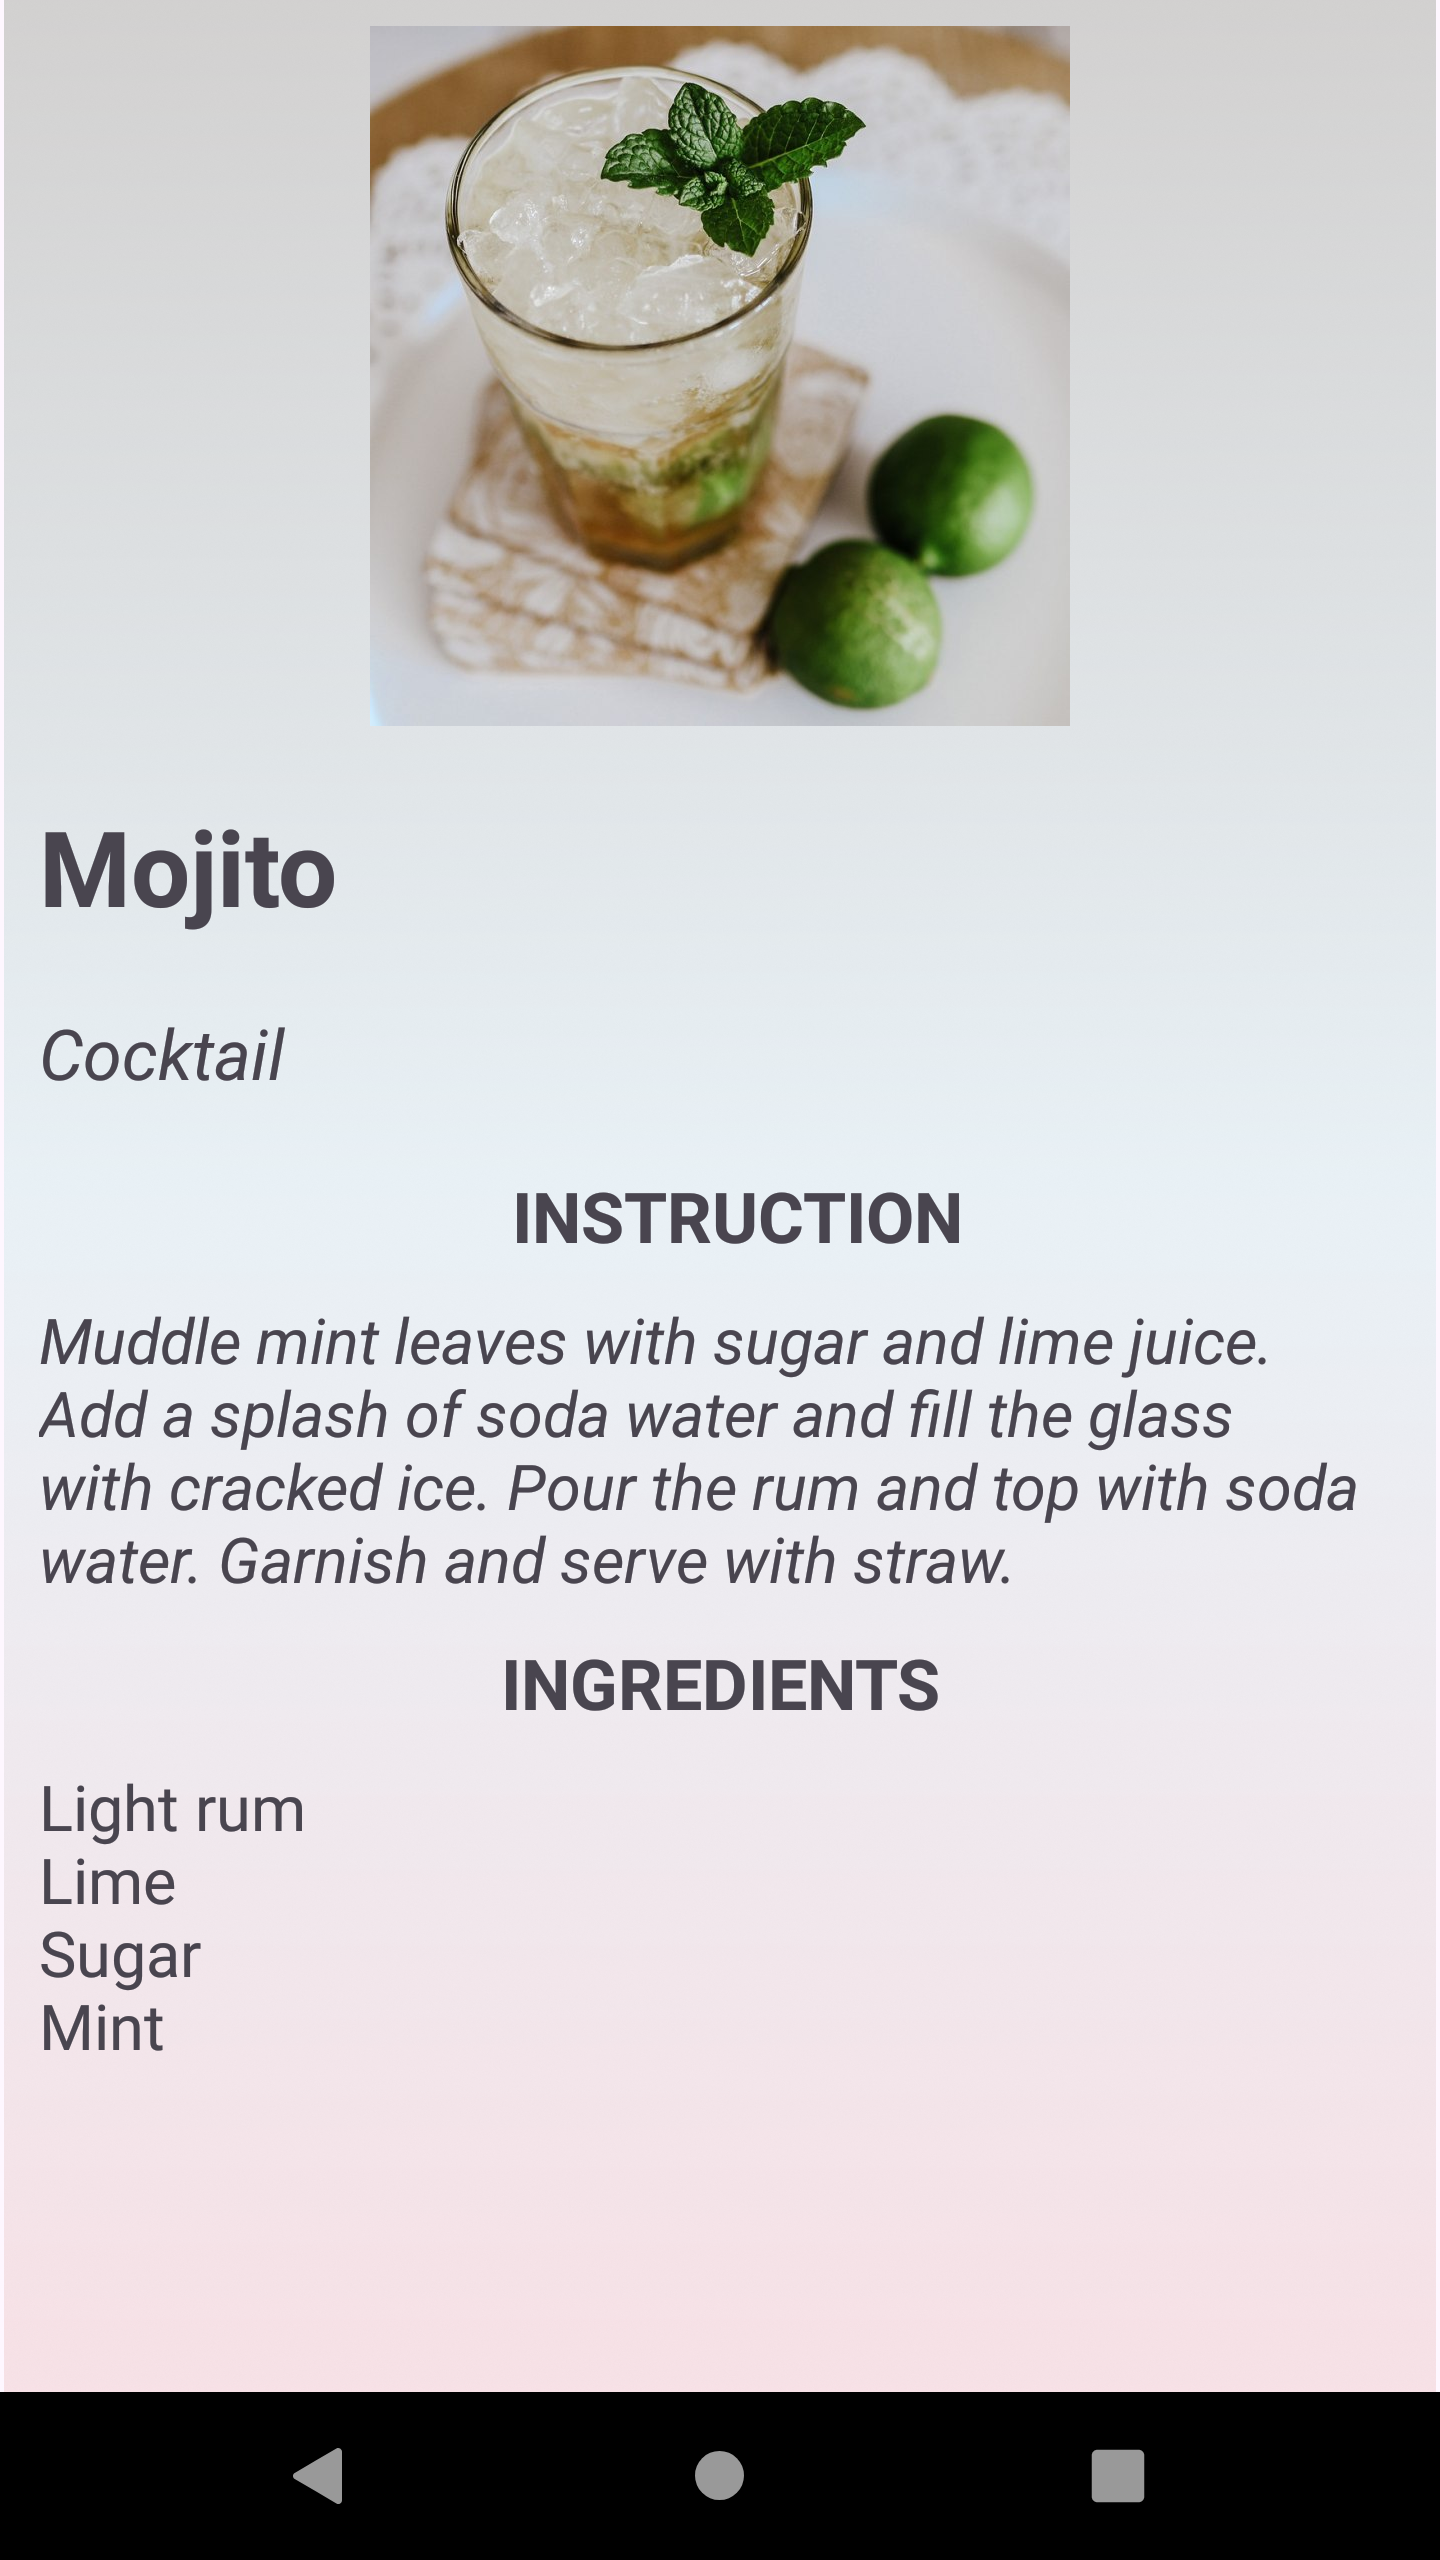 Mojito
Cocktail
INSTRUCTION
Muddle mint leaves with sugar and lime juice.
Add a splash of soda water and fill the glass
with cracked ice. Pour the rum and top with soda
water. Garnish and serve with straw.
INGREDIENTS
Light rum
Lime
Sugar
Mint